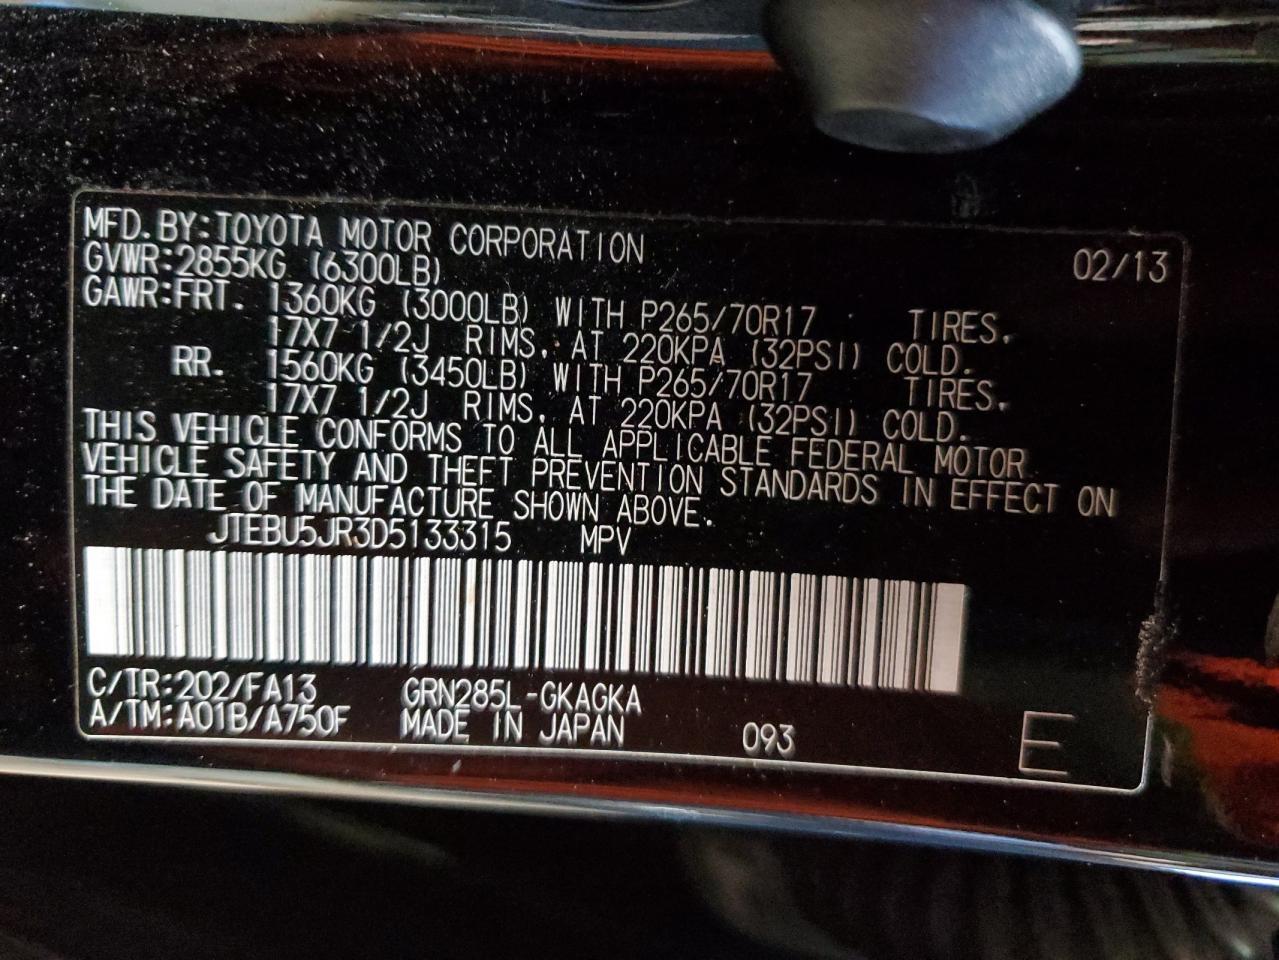 MFD. BY:TOYOTA MOTOR CORPORATION 02/13
GVWR:2855KG (6300LB)
GAWR:FRT. 1360KG (3000LB) WITH P265/70R17 TIRES,
17X7 1/2J RIMS, AT 220KPA (32PSI) COLD.
RR. 1560KG (3450LB) WITH P265/70R17 TIRES,
17X7 1/2J RIMS, AT 220KPA (32PSI) COLD.
THIS VEHICLE CONFORMS TO ALL APPLICABLE FEDERAL MOTOR
VEHICLE SAFETY AND THEFT PREVENTION STANDARDS IN EFFECT ON
THE DATE OF MANUFACTURE SHOWN ABOVE.
JTEBU5JR3D5133315 MPV
C/TR:202/FA13 GRN285L-GKAGKA
A/TM:A01B/A750F MADE IN JAPAN 093 E